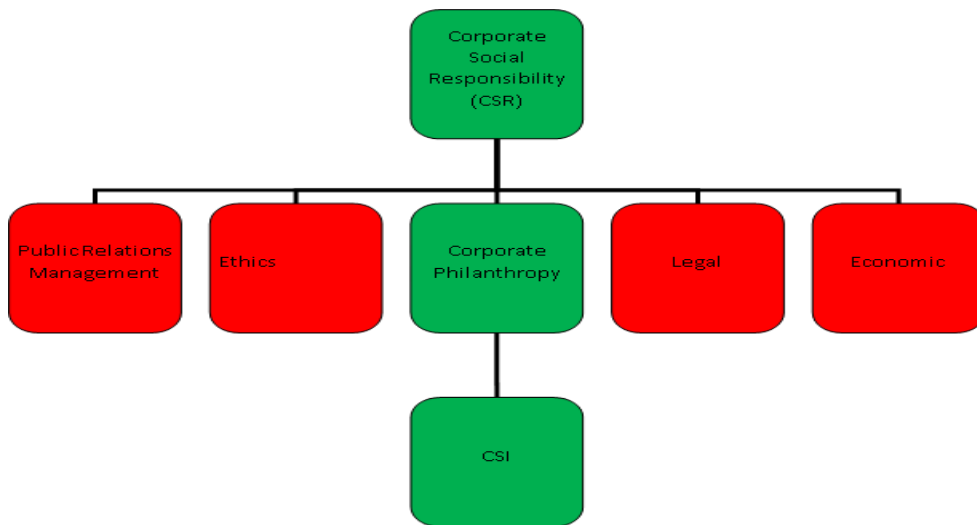 Corporate
Social
Responsibility
(CSR)
Public Relations
Management
Ethics
Corporate
Philanthropy
Legal
Economic
CSI